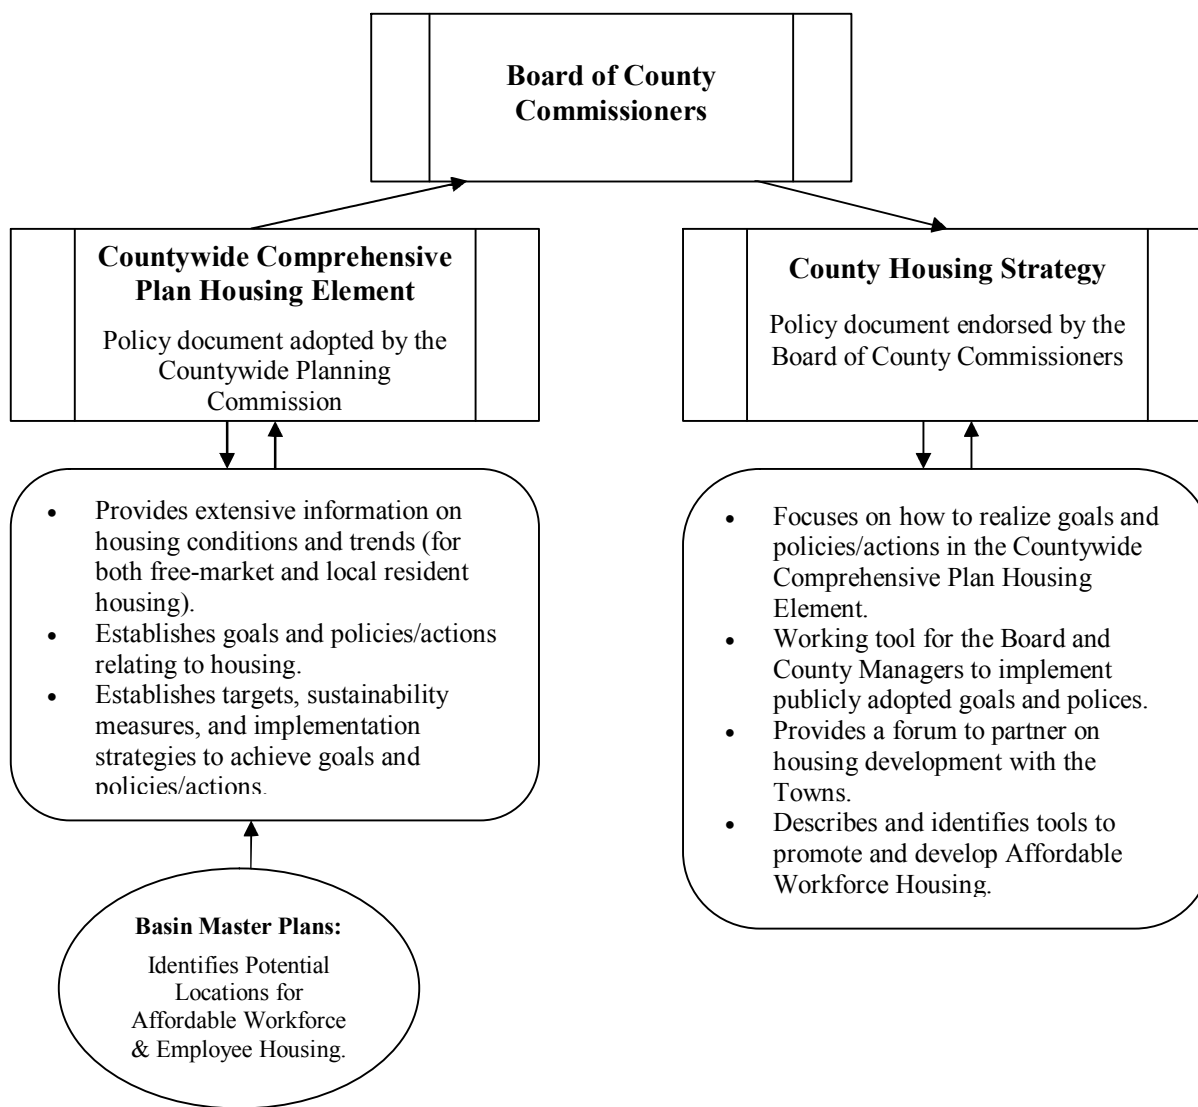 Board of County
Commissioners
Countywide Comprehensive
Plan Housing Element
Policy document adopted by the
Countywide Planning
Commission
County Housing Strategy
Policy document endorsed by the
Board of County Commissioners
• Provides extensive information on
housing conditions and trends (for
both free-market and local resident
housing).
• Establishes goals and policies/actions
relating to housing.
• Establishes targets, sustainability
measures, and implementation
strategies to achieve goals and
policies/actions.
• Focuses on how to realize goals and
policies/actions in the Countywide
Comprehensive Plan Housing
Element.
• Working tool for the Board and
County Managers to implement
publicly adopted goals and polices.
• Provides a forum to partner on
housing development with the
Towns.
• Describes and identifies tools to
promote and develop Affordable
Workforce Housing.
Basin Master Plans:
Identifies Potential
Locations for
Affordable Workforce
& Employee Housing.